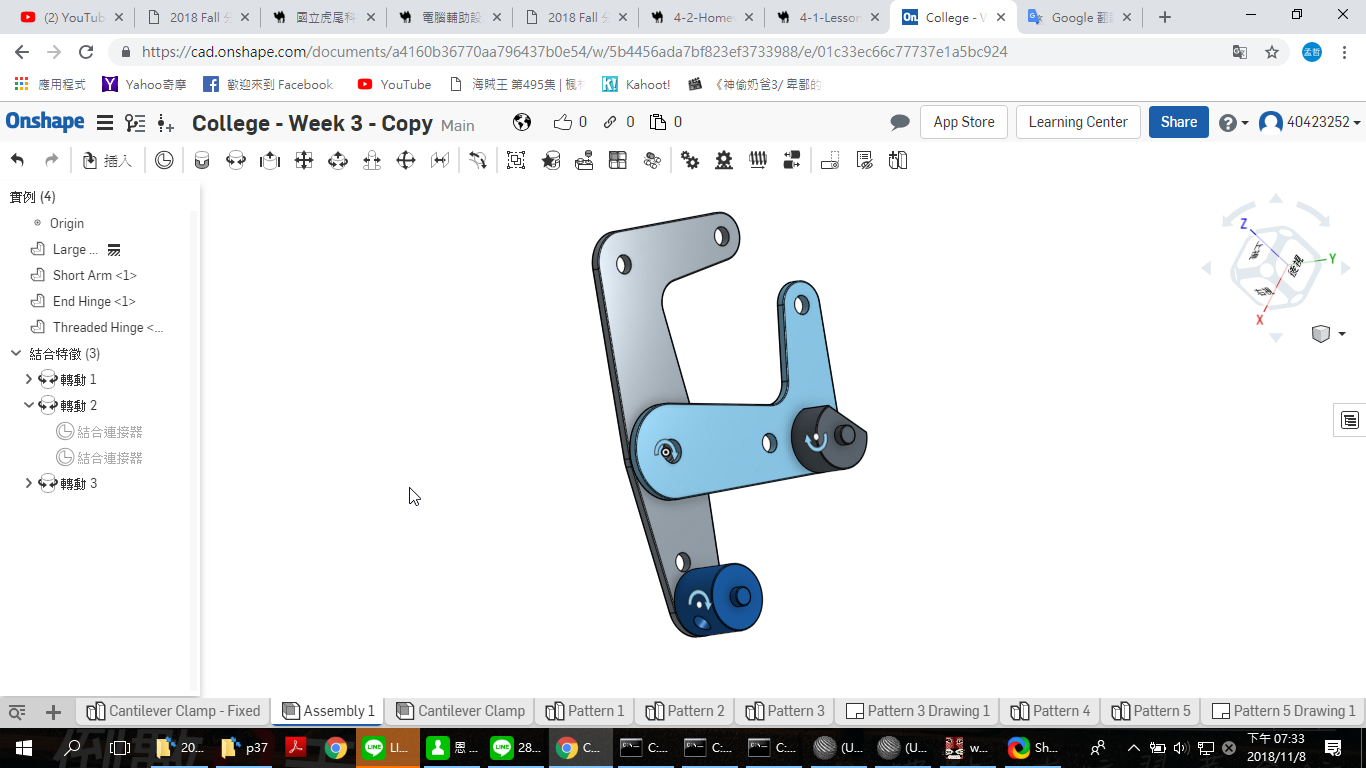 (2) YouTub
2018 Fall 分
國立虎尾科
電腦輔助設
2018 Fall 分
4-2-Home
4-1-Lesson
On. College - W
Google 翻
https://cad.onshape.com/documents/a4160b36770aa796437b0e54/w/5b4456ada7bf823ef3733988/e/01c33ec66c77737e1a5bc924
孟哲
應用程式
Yahoo奇摩
歡迎來到 Facebook
YouTube
海賊王 第495集 | 楓
Kahoot!
《神偷奶爸3/ 卑鄙的
Onshape
College - Week 3 - Copy Main
0
0
0
App Store
Learning Center
Share
40423252
插入
實例 (4)
Origin
Large ...
Short Arm <1>
End Hinge <1>
Threaded Hinge <...
結合特徵 (3)
轉動 1
轉動 2
結合連接器
結合連接器
轉動 3
Z
Y
X
Cantilever Clamp - Fixed
Assembly 1
Cantilever Clamp
Pattern 1
Pattern 2
Pattern 3
Pattern 3 Drawing 1
Pattern 4
Pattern 5
Pattern 5 Drawing 1
20...
p37
LI...
恩...
28...
C...
C:...
C:...
C:...
(U...
(U...
w...
Sh...
下午 07:33
2018/11/8